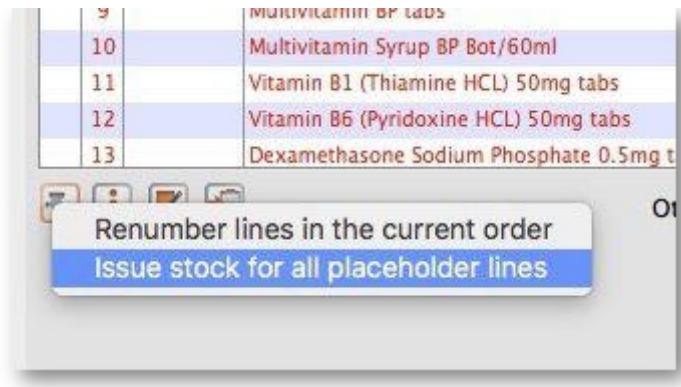 9 Multivitamin BP tabs
10 Multivitamin Syrup BP Bot/60ml
11 Vitamin B1 (Thiamine HCL) 50mg tabs
12 Vitamin B6 (Pyridoxine HCL) 50mg tabs
13 Dexamethasone Sodium Phosphate 0.5mg
Renumber lines in the current order
Issue stock for all placeholder lines